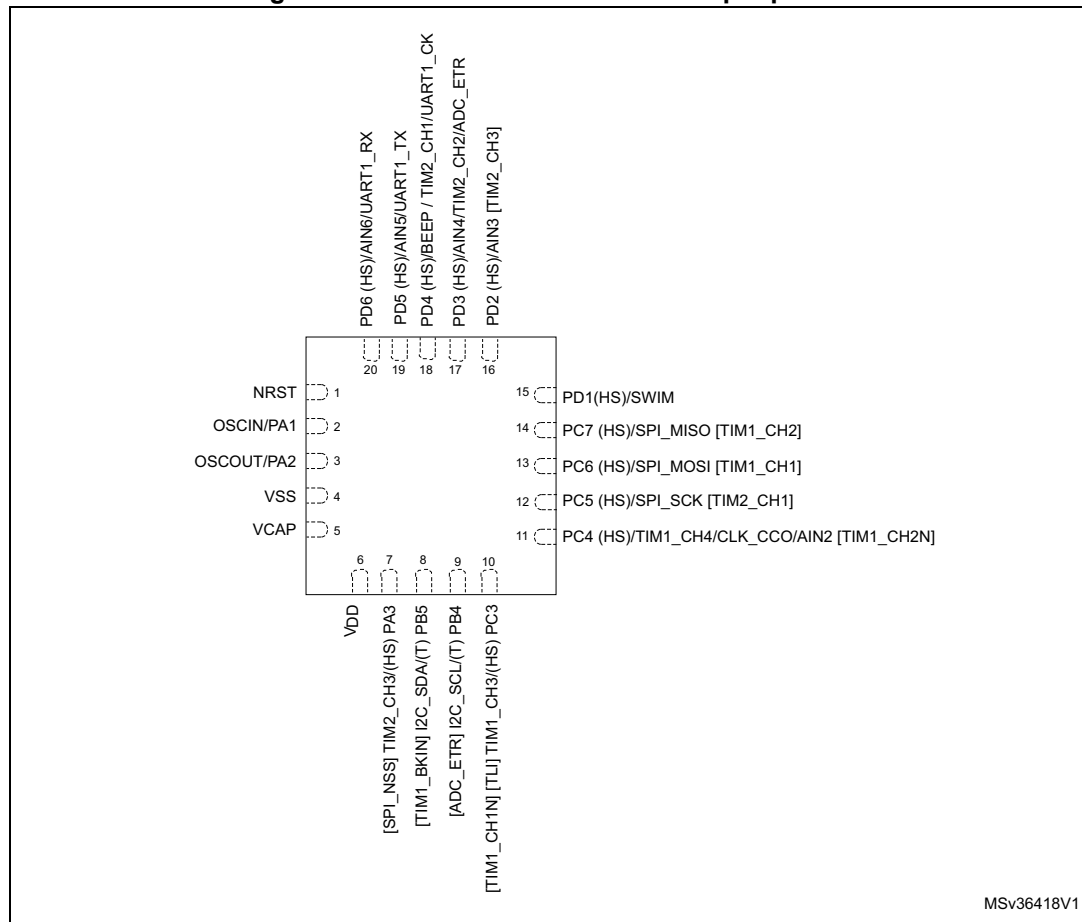 PD6 (HS)/AIN6/UART1_RX
PD5 (HS)/AIN5/UART1_TX
PD4 (HS)/BEEP / TIM2_CH1/UART1_CK
PD3 (HS)/AIN4/TIM2_CH2/ADC_ETR
PD2 (HS)/AIN3 [TIM2_CH3]
20 19 18 17 16
NRST 1
OSCIN/PA1 2
OSCOUT/PA2 3
VSS 4
VCAP 5
15 PD1(HS)/SWIM
14 PC7 (HS)/SPI_MISO [TIM1_CH2]
13 PC6 (HS)/SPI_MOSI [TIM1_CH1]
12 PC5 (HS)/SPI_SCK [TIM2_CH1]
11 PC4 (HS)/TIM1_CH4/CLK_CCO/AIN2 [TIM1_CH2N]
6 7 8 9 10
VDD
[SPI_NSS] TIM2_CH3/(HS) PA3
[TIM1_BKIN] I2C_SDA/(T) PB5
[ADC_ETR] I2C_SCL/(T) PB4
[TIM1_CH1N] [TLI] TIM1_CH3/(HS) PC3
MSv36418V1